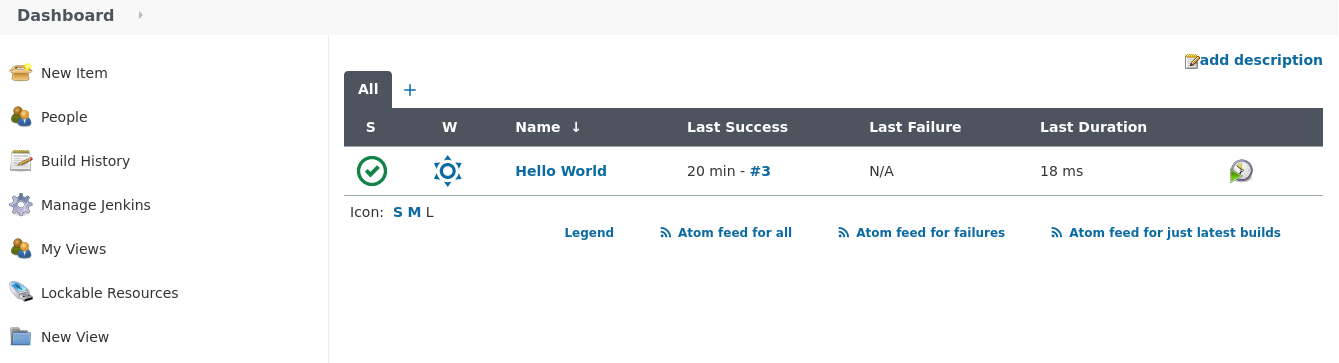 Dashboard
New Item
People
Build History
Manage Jenkins
My Views
Lockable Resources
New View
add description
All +
S W Name ↓ Last Success Last Failure Last Duration
Hello World 20 min - #3 N/A 18 ms
Icon: S M L
Legend Atom feed for all Atom feed for failures Atom feed for just latest builds